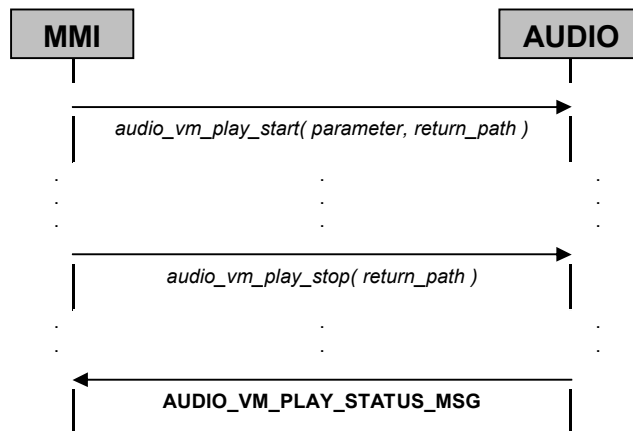 MMI
AUDIO
audio_vm_play_start( parameter, return_path )
. . .
. . .
. . .
audio_vm_play_stop( return_path )
. . .
. . .
AUDIO_VM_PLAY_STATUS_MSG